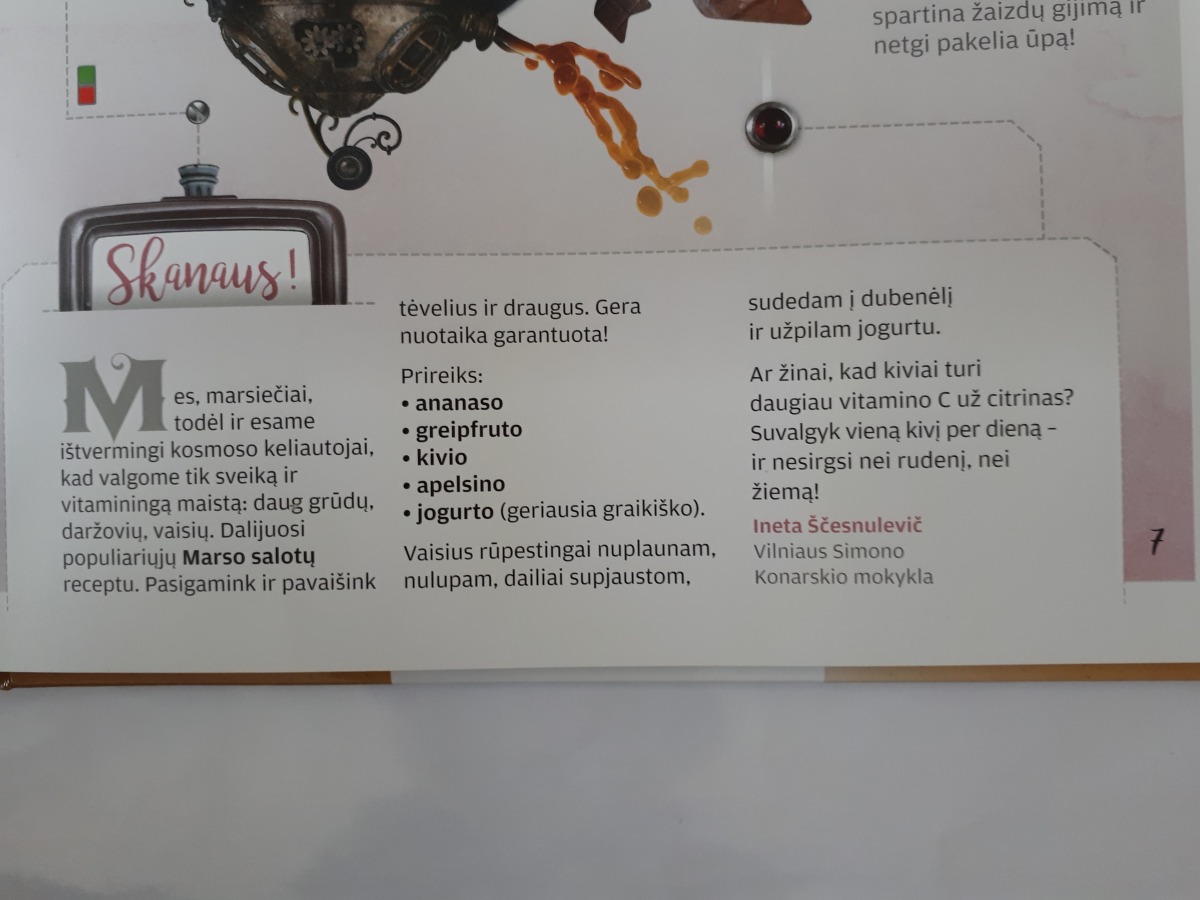 spartina žaizdų gijimą ir
netgi pakelia ūpą!
Skanaus!
Mes, marsiečiai,
todėl ir esame
ištvermingi kosmoso keliautojai,
kad valgome tik sveiką ir
vitaminingą maistą: daug grūdų,
daržovių, vaisių. Dalijuosi
populiariųjų Marso salotų
receptu. Pasigamink ir pavaišink
tėvelius ir draugus. Gera
nuotaika garantuota!
Prireiks:
• ananaso
• greipfruto
• kivio
• apelsino
• jogurto (geriausia graikiško).
Vaisius rūpestingai nuplaunam,
nulupam, dailiai supjaustom,
sudedam į dubenėlį
ir užpilam jogurtu.
Ar žinai, kad kiviai turi
daugiau vitamino C už citrinas?
Suvalgyk vieną kivį per dieną –
ir nesirgsi nei rudenį, nei
žiemą!
Ineta Ščesnulevič
Vilniaus Simono
Konarskio mokykla
7